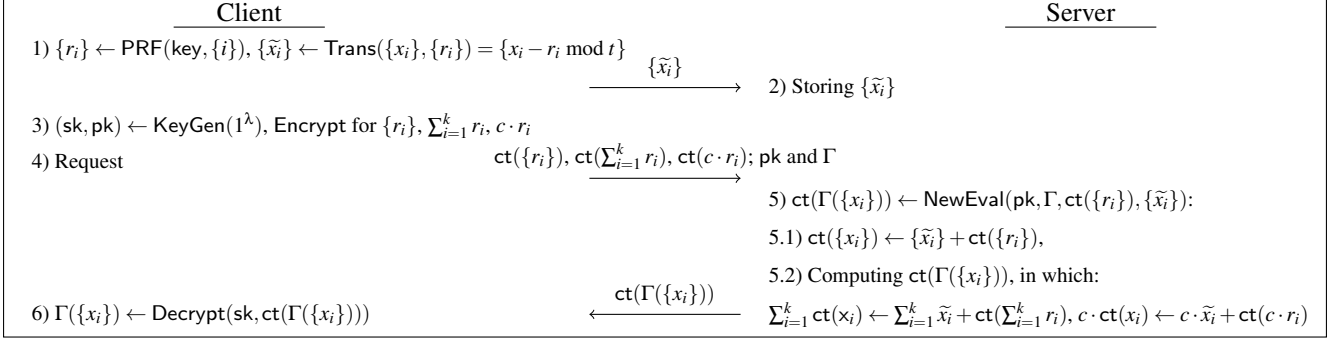 Client Server
1) {r_i} ← PRF(key, {i}), {x̃_i} ← Trans({x_i}, {r_i}) = {x_i − r_i mod t}
{x̃_i}
2) Storing {x̃_i}
3) (sk, pk) ← KeyGen(1^λ), Encrypt for {r_i}, ∑_{i=1}^k r_i, c · r_i
4) Request ct({r_i}), ct(∑_{i=1}^k r_i), ct(c · r_i); pk and Γ
5) ct(Γ({x_i})) ← NewEval(pk, Γ, ct({r_i}), {x̃_i}):
5.1) ct({x_i}) ← {x̃_i} + ct({r_i}),
5.2) Computing ct(Γ({x_i})), in which:
ct(Γ({x_i}))
6) Γ({x_i}) ← Decrypt(sk, ct(Γ({x_i}))) ∑_{i=1}^k ct(x_i) ← ∑_{i=1}^k x̃_i + ct(∑_{i=1}^k r_i), c · ct(x_i) ← c · x̃_i + ct(c · r_i)